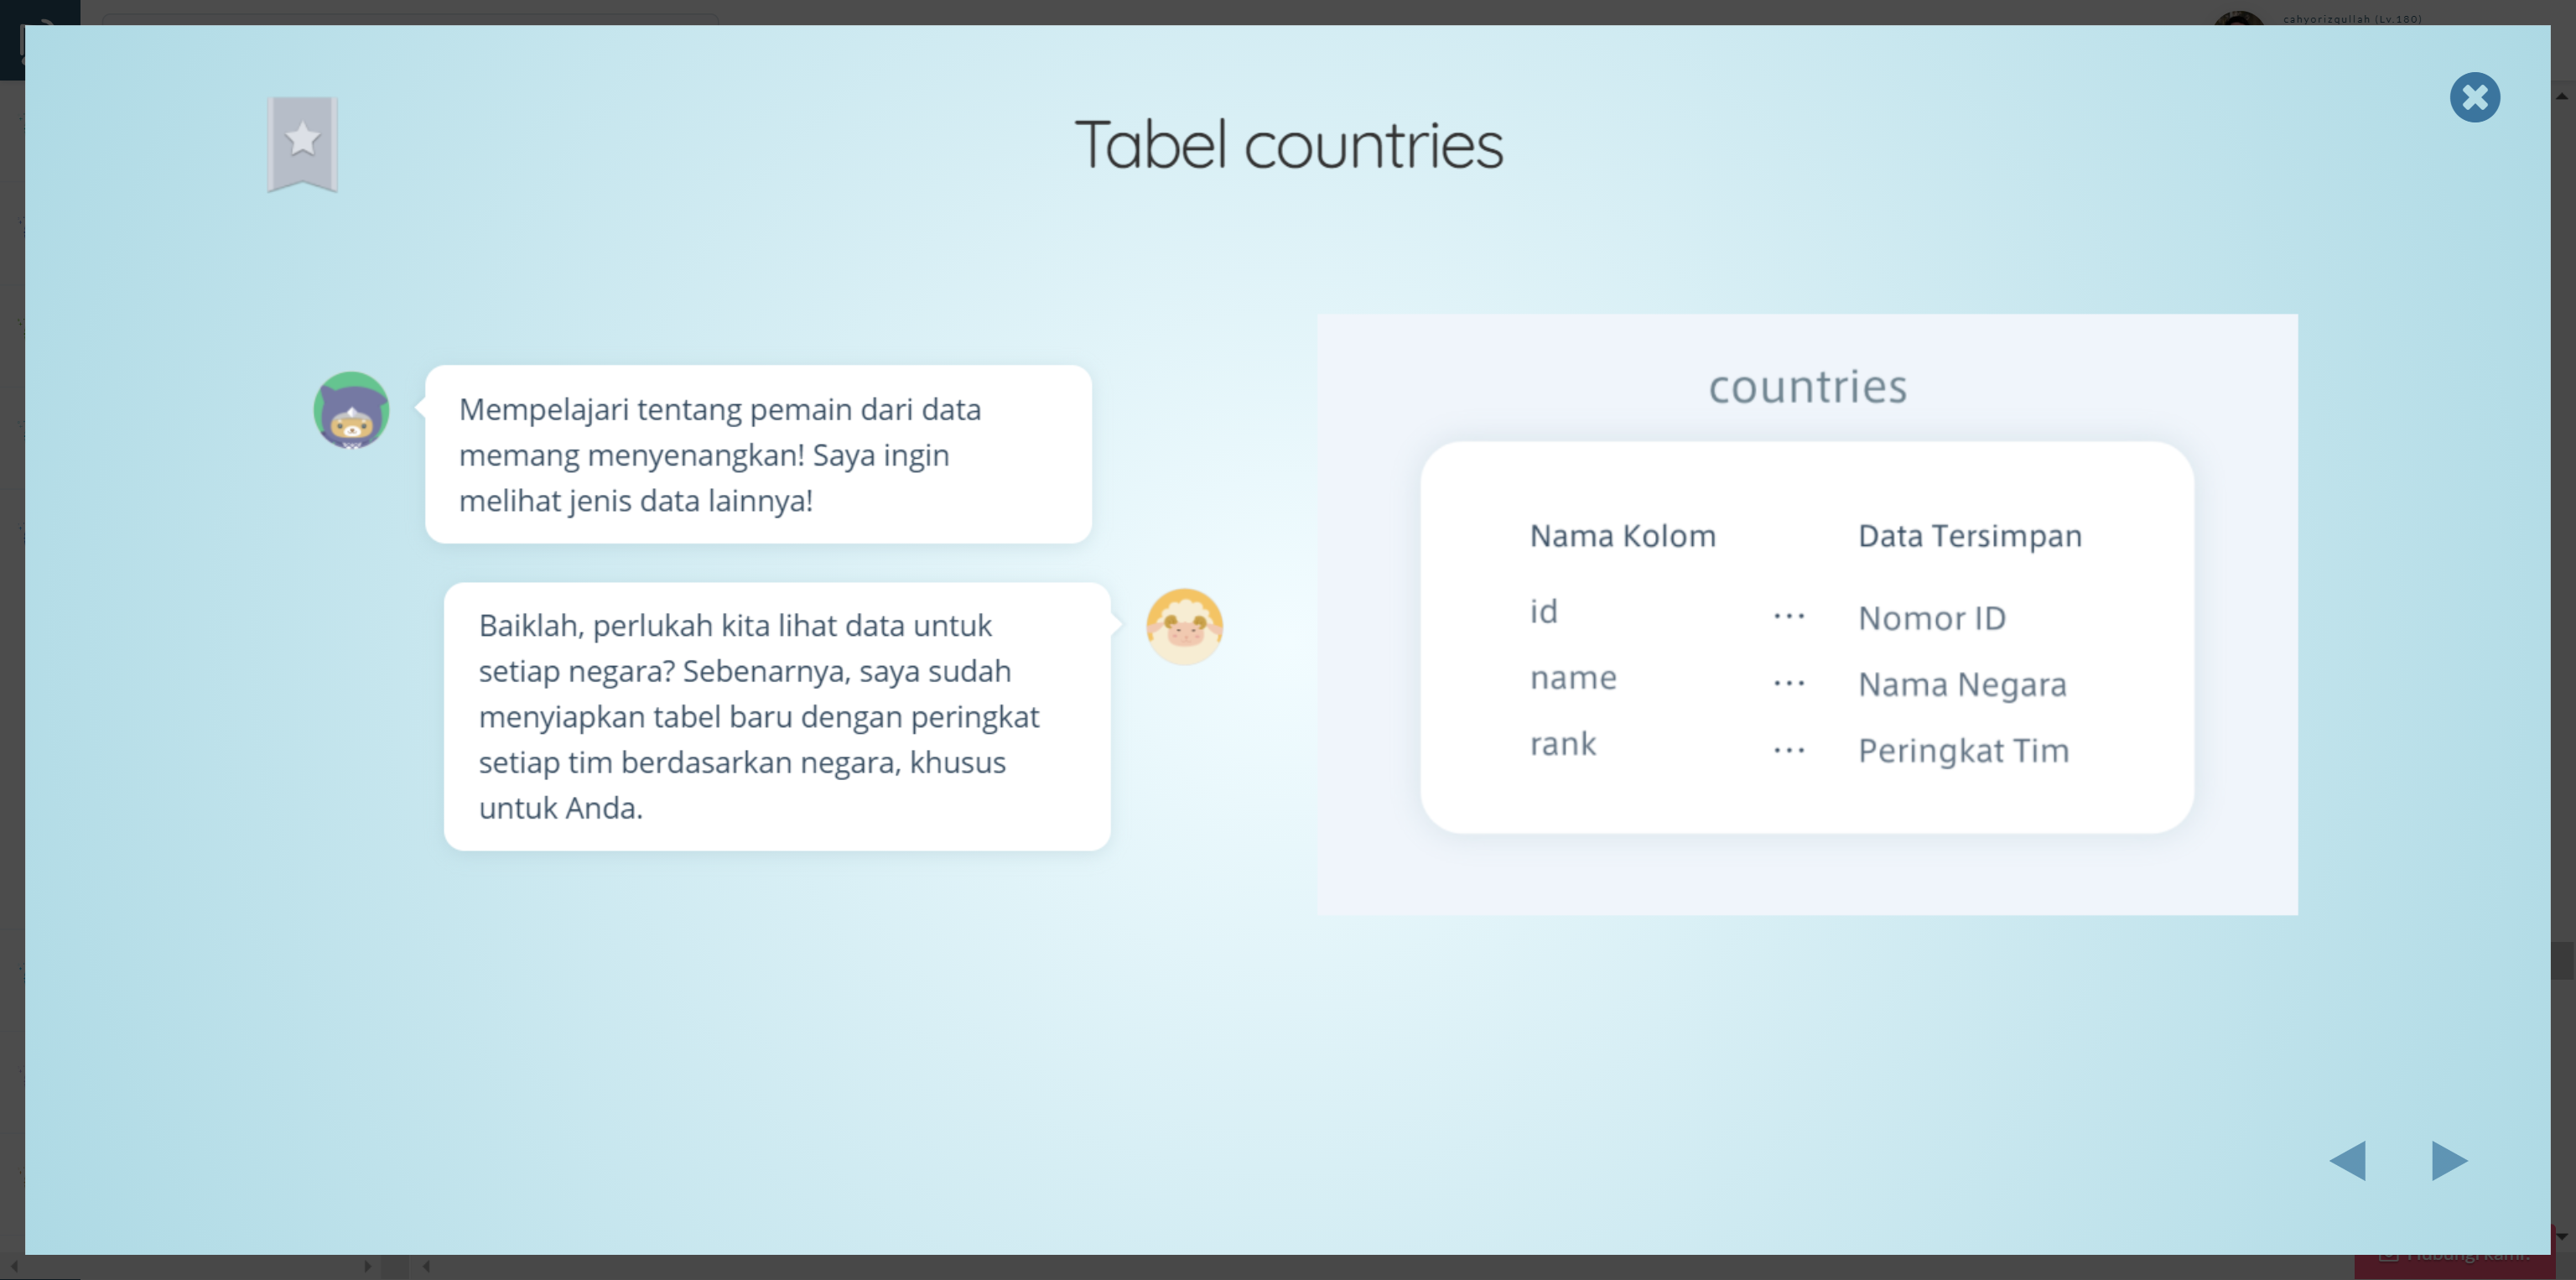 cahyorizqullah (Lv.180)
Tabel countries
Mempelajari tentang pemain dari data
memang menyenangkan! Saya ingin
melihat jenis data lainnya!
Baiklah, perlukah kita lihat data untuk
setiap negara? Sebenarnya, saya sudah
menyiapkan tabel baru dengan peringkat
setiap tim berdasarkan negara, khusus
untuk Anda.
countries
Nama Kolom Data Tersimpan
id ... Nomor ID
name ... Nama Negara
rank ... Peringkat Tim